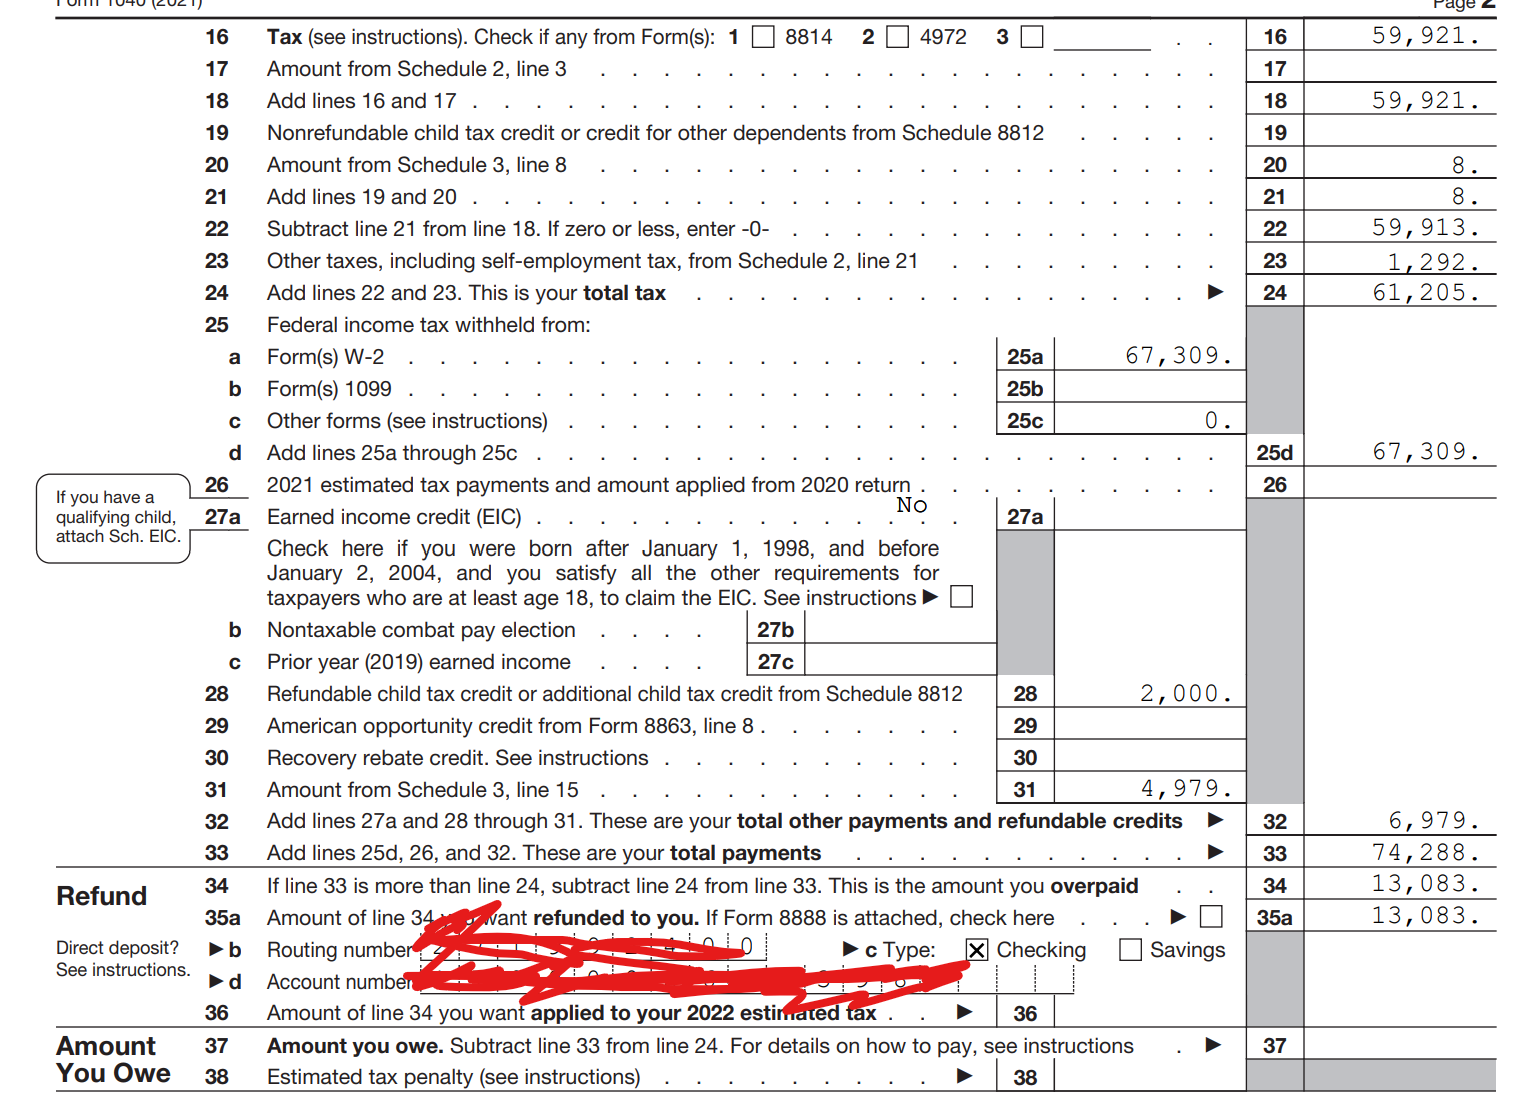 Form 1040 (2021) Page 2
16 Tax (see instructions). Check if any from Form(s): 1 8814 2 4972 3 . . 16 59,921.
17 Amount from Schedule 2, line 3 . . . . . . . . . . . . . . . . . . . . 17
18 Add lines 16 and 17 . . . . . . . . . . . . . . . . . . . . . . . . 18 59,921.
19 Nonrefundable child tax credit or credit for other dependents from Schedule 8812 . . . . . 19
20 Amount from Schedule 3, line 8 . . . . . . . . . . . . . . . . . . . . 20 8.
21 Add lines 19 and 20 . . . . . . . . . . . . . . . . . . . . . . . . 21 8.
22 Subtract line 21 from line 18. If zero or less, enter -0- . . . . . . . . . . . . . . 22 59,913.
23 Other taxes, including self-employment tax, from Schedule 2, line 21 . . . . . . . . . 23 1,292.
24 Add lines 22 and 23. This is your total tax . . . . . . . . . . . . . . . . ▶ 24 61,205.
25 Federal income tax withheld from:
a Form(s) W-2 . . . . . . . . . . . . . . . . . . 25a 67,309.
b Form(s) 1099 . . . . . . . . . . . . . . . . . . 25b
c Other forms (see instructions) . . . . . . . . . . . . . 25c 0.
d Add lines 25a through 25c . . . . . . . . . . . . . . . . . . . . . . 25d 67,309.
If you have a qualifying child, attach Sch. EIC.
26 2021 estimated tax payments and amount applied from 2020 return . . . . . . . . . . 26
27a Earned income credit (EIC) . . . . . . . . . . . . . . No 27a
Check here if you were born after January 1, 1998, and before
January 2, 2004, and you satisfy all the other requirements for
taxpayers who are at least age 18, to claim the EIC. See instructions ▶
b Nontaxable combat pay election . . . . 27b
c Prior year (2019) earned income . . . . 27c
28 Refundable child tax credit or additional child tax credit from Schedule 8812 28 2,000.
29 American opportunity credit from Form 8863, line 8 . . . . . . . 29
30 Recovery rebate credit. See instructions . . . . . . . . . . 30
31 Amount from Schedule 3, line 15 . . . . . . . . . . . . 31 4,979.
32 Add lines 27a and 28 through 31. These are your total other payments and refundable credits ▶ 32 6,979.
33 Add lines 25d, 26, and 32. These are your total payments . . . . . . . . . . . ▶ 33 74,288.
Refund
34 If line 33 is more than line 24, subtract line 24 from line 33. This is the amount you overpaid . . 34 13,083.
35a Amount of line 34 you want refunded to you. If Form 8888 is attached, check here . . . ▶ 35a 13,083.
Direct deposit? See instructions.
▶ b Routing number ▶ c Type: X Checking Savings
▶ d Account number
36 Amount of line 34 you want applied to your 2022 estimated tax . . ▶ 36
Amount You Owe
37 Amount you owe. Subtract line 33 from line 24. For details on how to pay, see instructions . ▶ 37
38 Estimated tax penalty (see instructions) . . . . . . . . . ▶ 38